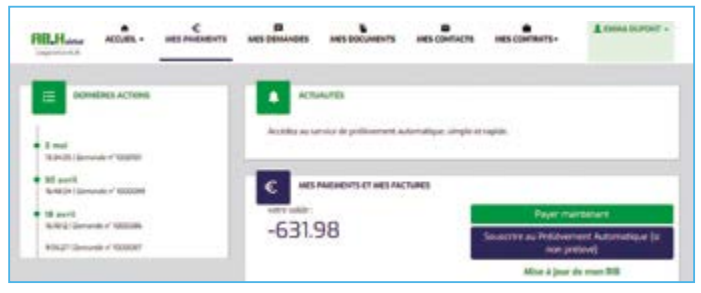 ACCUEIL
MES PAIEMENTS
MES DEMANDES
MES DOCUMENTS
MES CONTACTS
MES CONTRATS
EMMA DUPONT
DERNIÈRES ACTIONS
2 mai
30 avril
18 avril
ACTUALITÉS
Accédez au service de prélèvement automatique, simple et rapide.
MES PAIEMENTS ET MES FACTURES
votre solde :
-631.98
Payer maintenant
Souscrire au Prélèvement Automatique (si
non prélevé)
Mise à jour de mon RIB